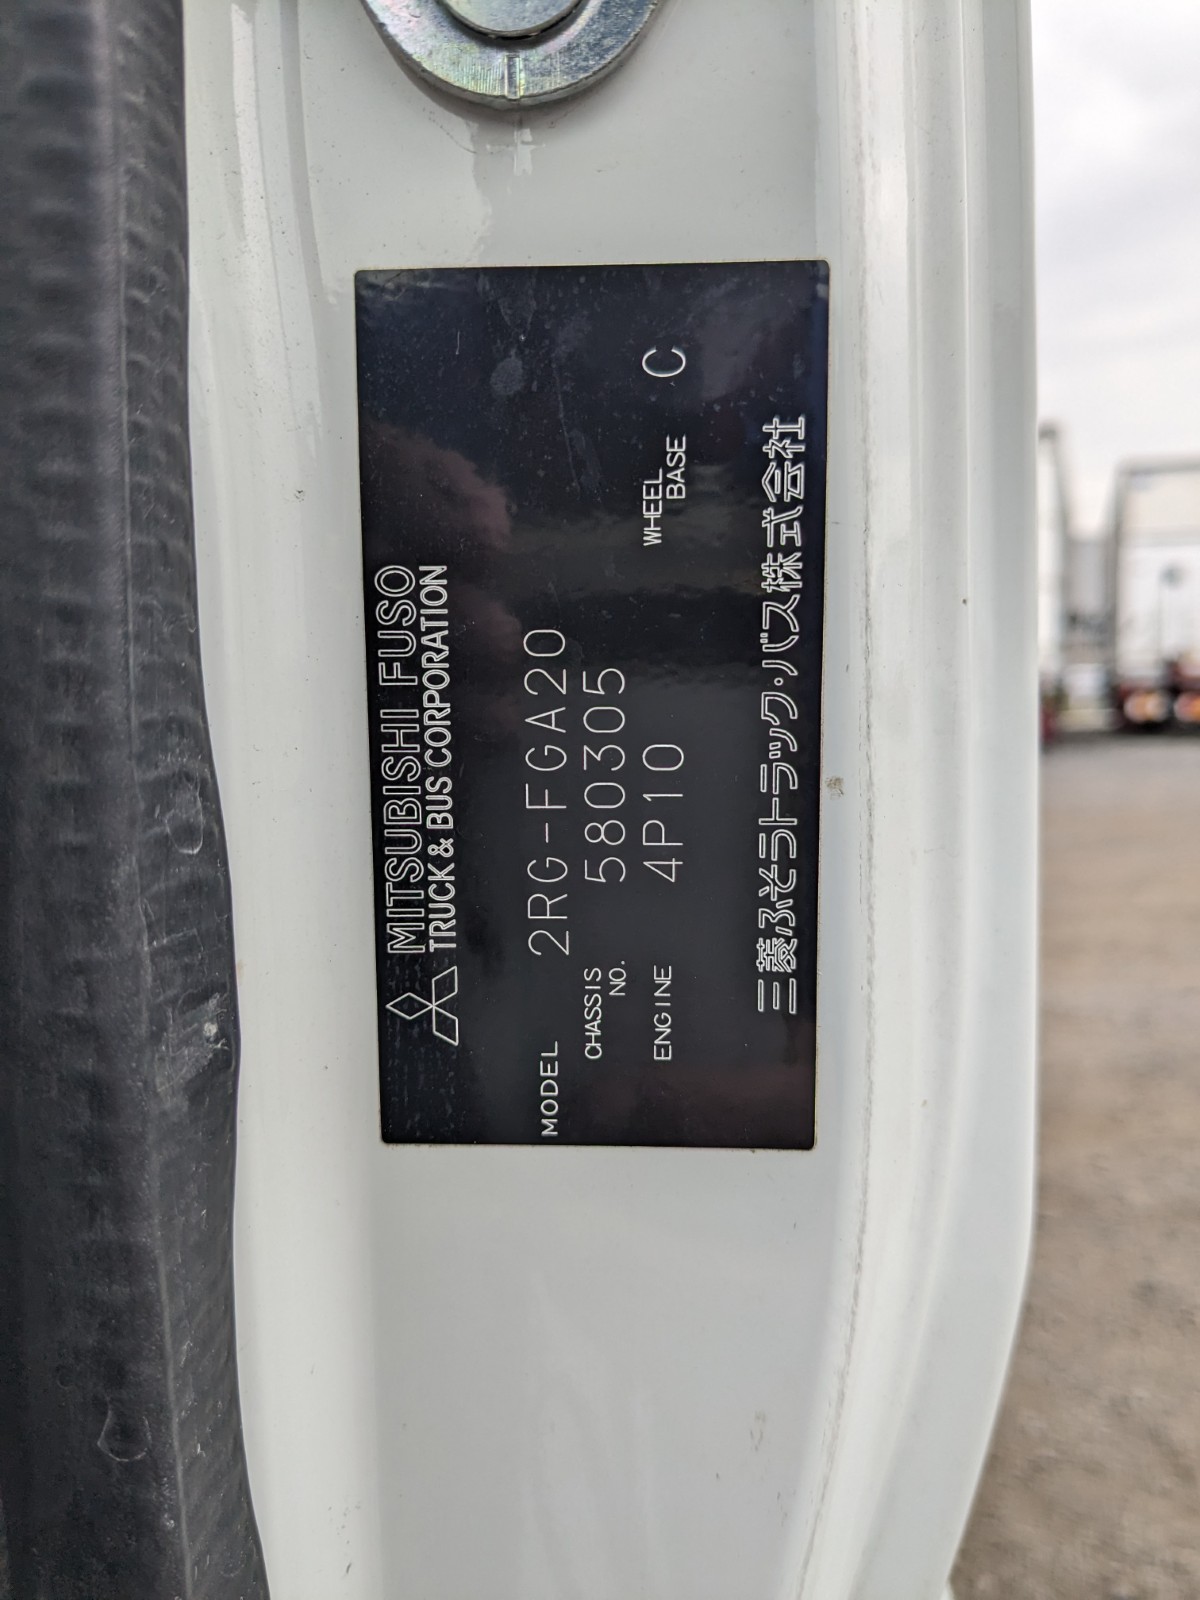 MITSUBISHI FUSO
TRUCK & BUS CORPORATION
MODEL 2RG-FGA20
CHASSIS NO. 580305
ENGINE 4P10 WHEEL BASE C
三菱ふそうトラック・バス株式会社